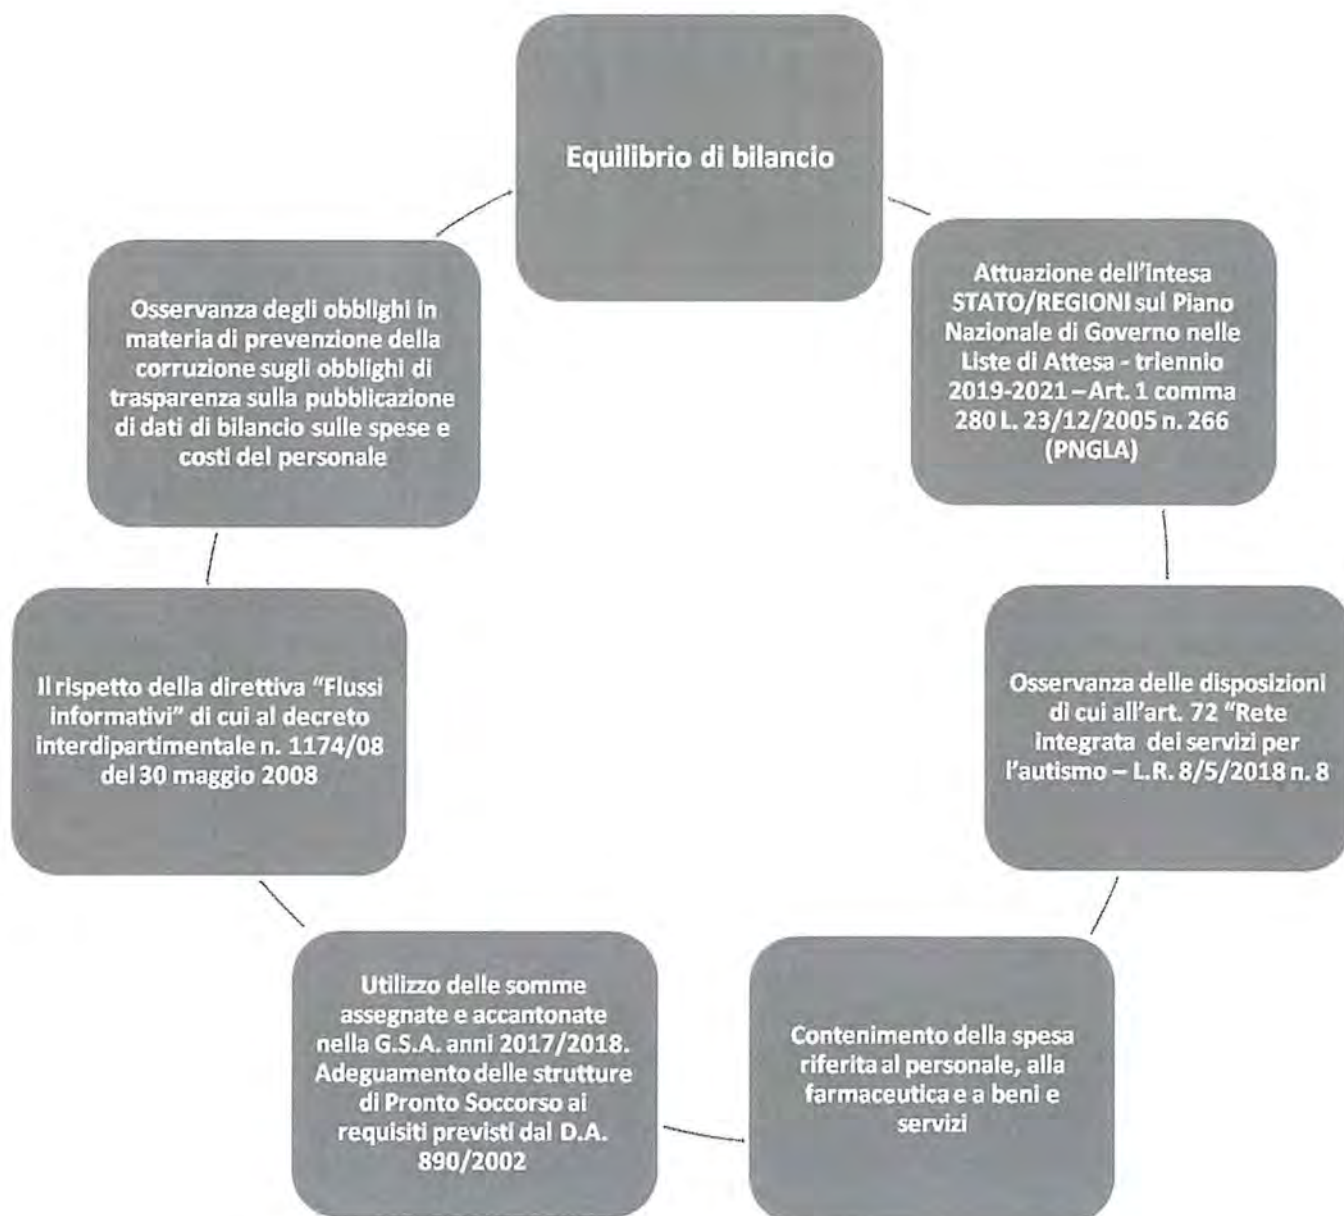 Equilibrio di bilancio
Attuazione dell'intesa
STATO/REGIONI sul Piano
Nazionale di Governo nelle
Liste di Attesa - triennio
2019-2021 – Art. 1 comma
280 L. 23/12/2005 n. 266
(PNGLA)
Osservanza delle disposizioni
di cui all'art. 72 "Rete
integrata dei servizi per
l'autismo – L.R. 8/5/2018 n. 8
Contenimento della spesa
riferita al personale, alla
farmaceutica e a beni e
servizi
Utilizzo delle somme
assegnate e accantonate
nella G.S.A. anni 2017/2018.
Adeguamento delle strutture
di Pronto Soccorso ai
requisiti previsti dal D.A.
890/2002
Il rispetto della direttiva "Flussi
informativi" di cui al decreto
interdipartimentale n. 1174/08
del 30 maggio 2008
Osservanza degli obblighi in
materia di prevenzione della
corruzione sugli obblighi di
trasparenza sulla pubblicazione
di dati di bilancio sulle spese e
costi del personale